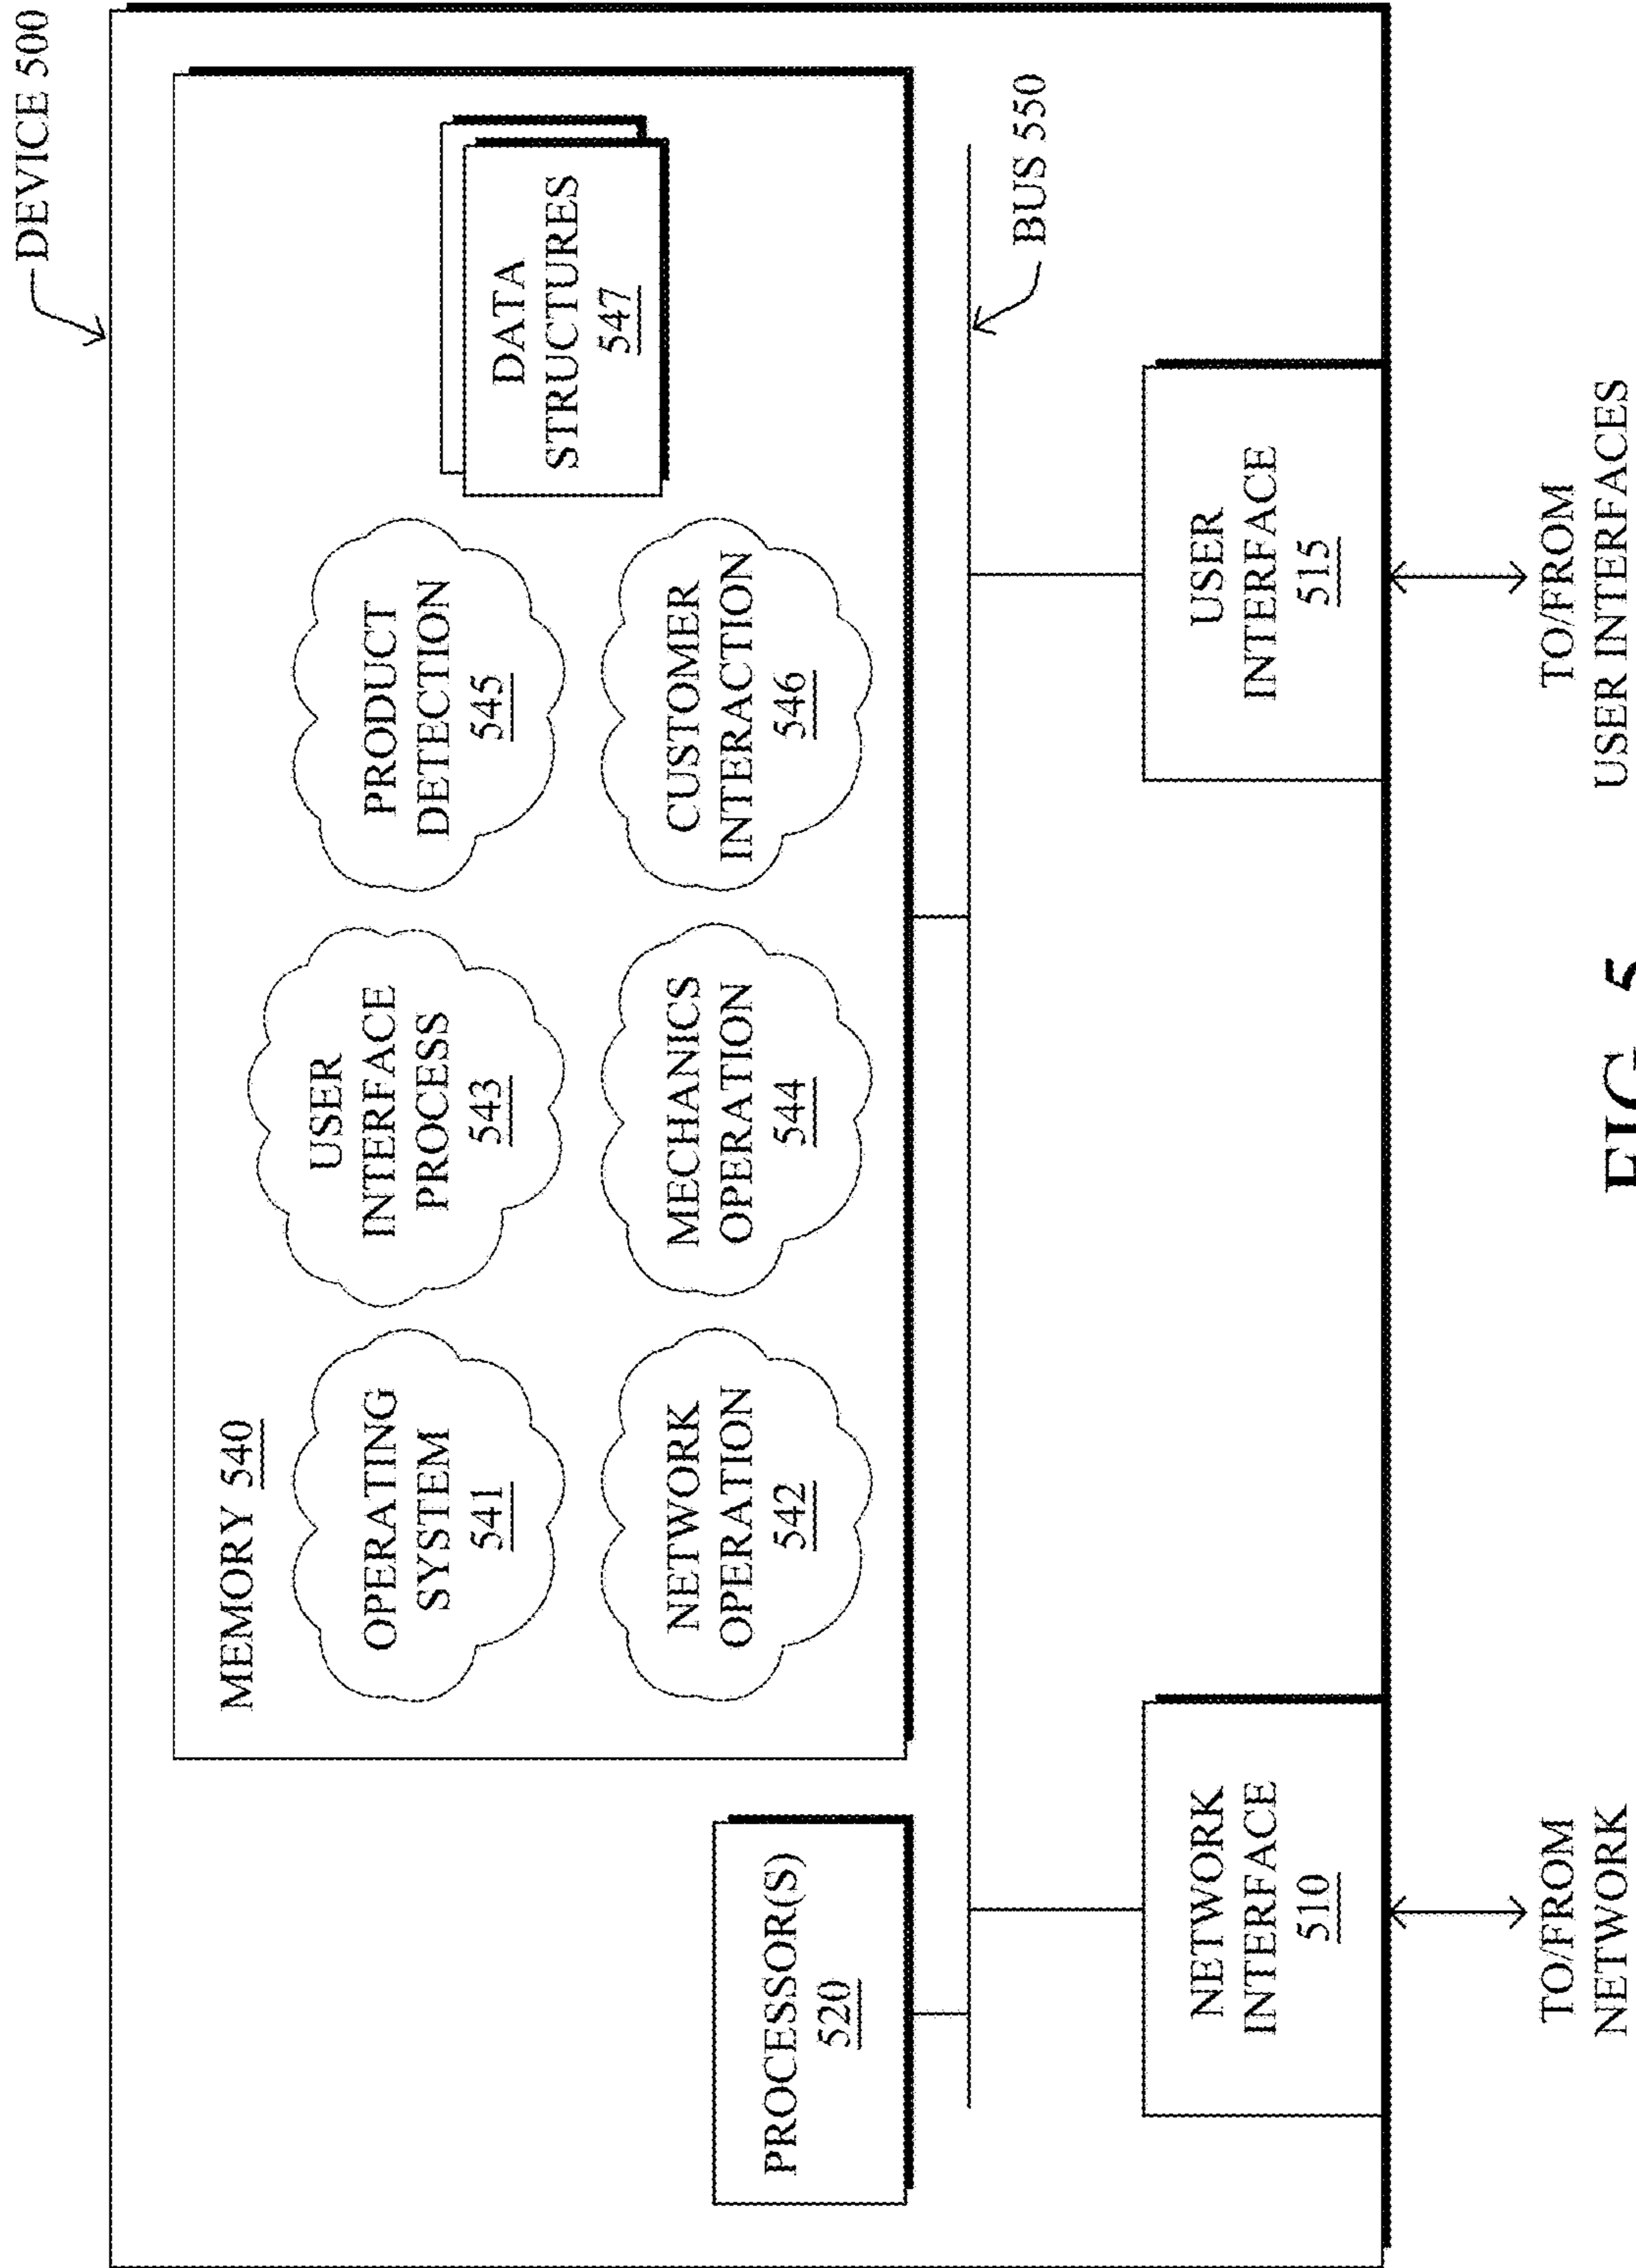 DEVICE 500
MEMORY 540
OPERATING
SYSTEM
541
USER
INTERFACE
PROCESS
543
PRODUCT
DETECTION
545
DATA
STRUCTURES
547
NETWORK
OPERATION
542
MECHANICS
OPERATION
544
CUSTOMER
INTERACTION
546
PROCESSOR(S)
520
BUS 550
NETWORK
INTERFACE
510
USER
INTERFACE
515
TO/FROM
NETWORK
TO/FROM
USER INTERFACES
FIG. 5